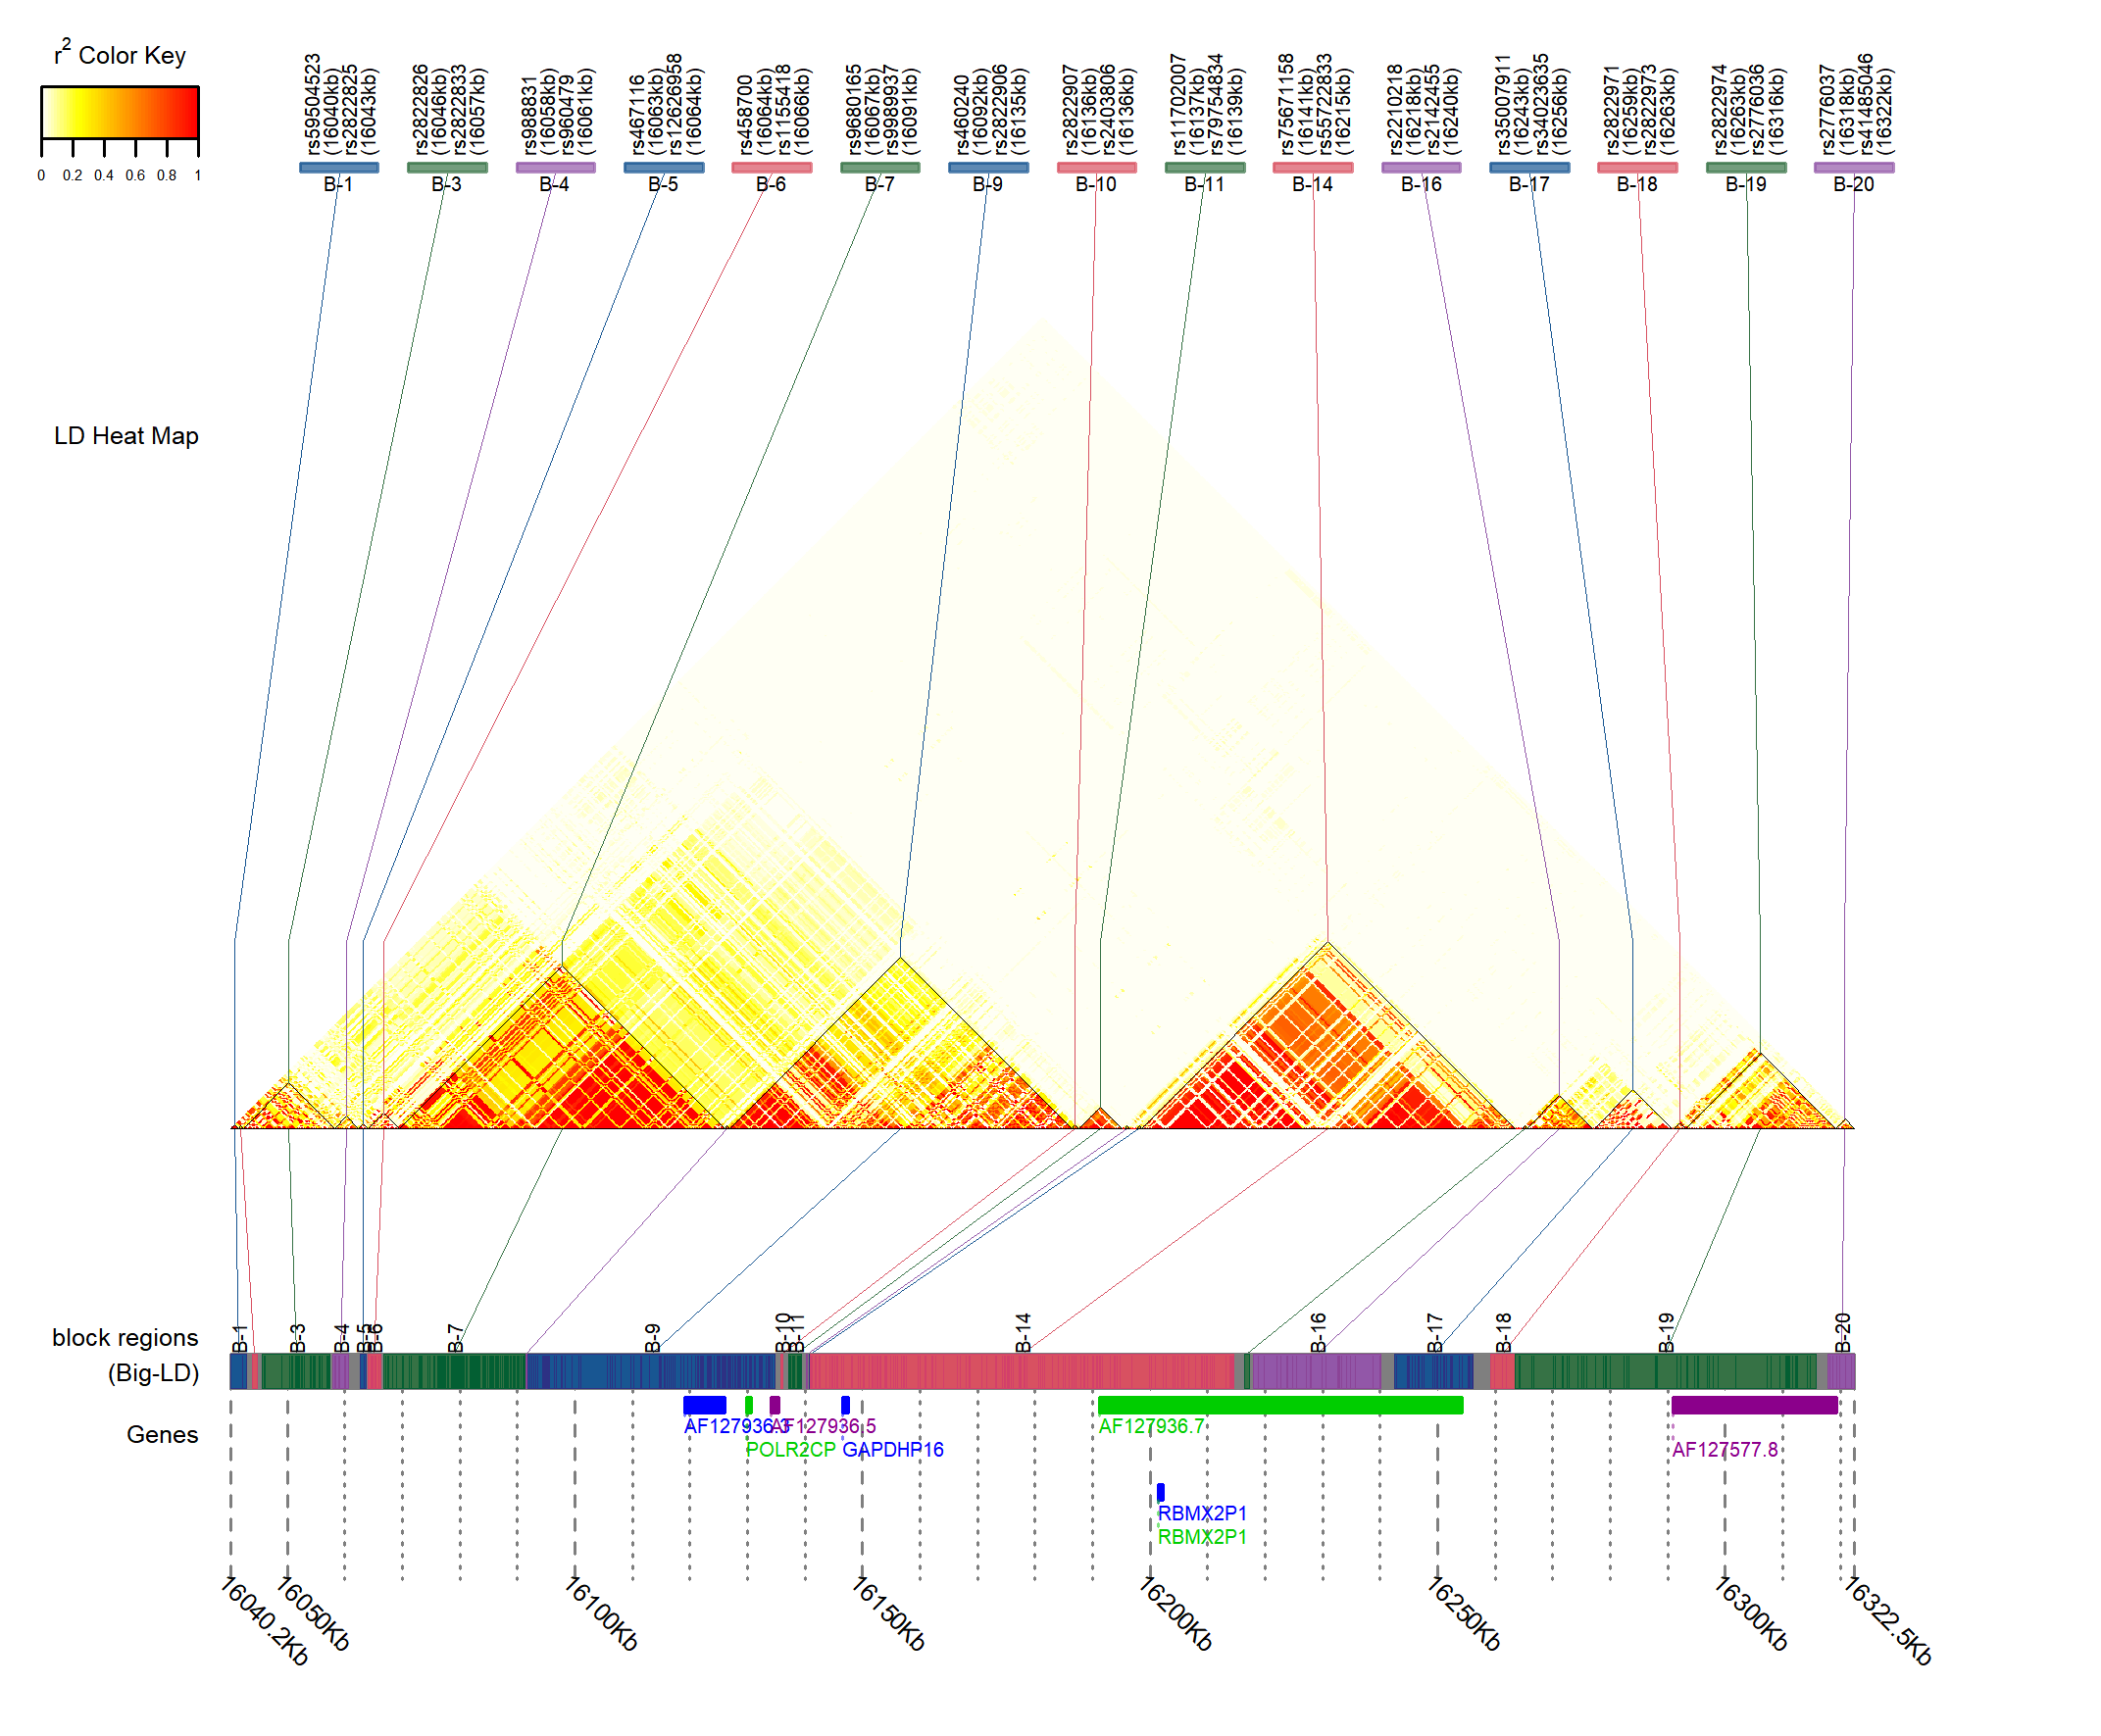 r2 Color Key
0 0.2 0.4 0.6 0.8 1
rs59504523
(16040kb)
rs2822825
(16043kb)
B-1
rs2822826
(16046kb)
rs2822833
(16057kb)
B-3
rs988831
(16058kb)
rs960479
(16061kb)
B-4
rs467116
(16063kb)
rs12626958
(16064kb)
B-5
rs458700
(16064kb)
rs1155418
(16066kb)
B-6
rs9680165
(16067kb)
rs9989937
(16091kb)
B-7
rs460240
(16092kb)
rs2822906
(16135kb)
B-9
rs2822907
(16136kb)
rs2403806
(16136kb)
B-10
rs11702007
(16137kb)
rs79754834
(16139kb)
B-11
rs75671158
(16141kb)
rs55722833
(16215kb)
B-14
rs2210218
(16218kb)
rs2142455
(16240kb)
B-16
rs35007911
(16243kb)
rs34023635
(16256kb)
B-17
rs2822971
(16259kb)
rs2822973
(16263kb)
B-18
rs2822974
(16263kb)
rs2776036
(16316kb)
B-19
rs2776037
(16318kb)
rs41485046
(16322kb)
B-20
LD Heat Map
block regions
(Big-LD)
B-1
B-3
B-4
B-5
B-6
B-7
B-9
B-10
B-11
B-14
B-16
B-17
B-18
B-19
B-20
Genes
AF127936.3
AF127936.5
AF127936.7
POLR2CP
GAPDHP16
AF127577.8
RBMX2P1
RBMX2P1
16040.2Kb
16050Kb
16100Kb
16150Kb
16200Kb
16250Kb
16300Kb
16322.5Kb